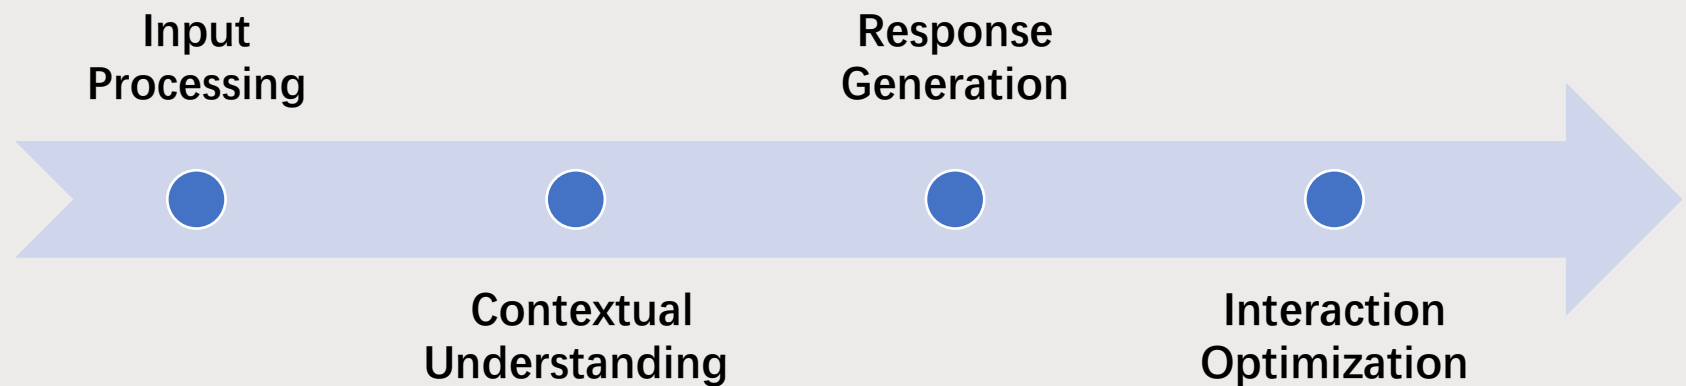 Input
Processing
Contextual
Understanding
Response
Generation
Interaction
Optimization